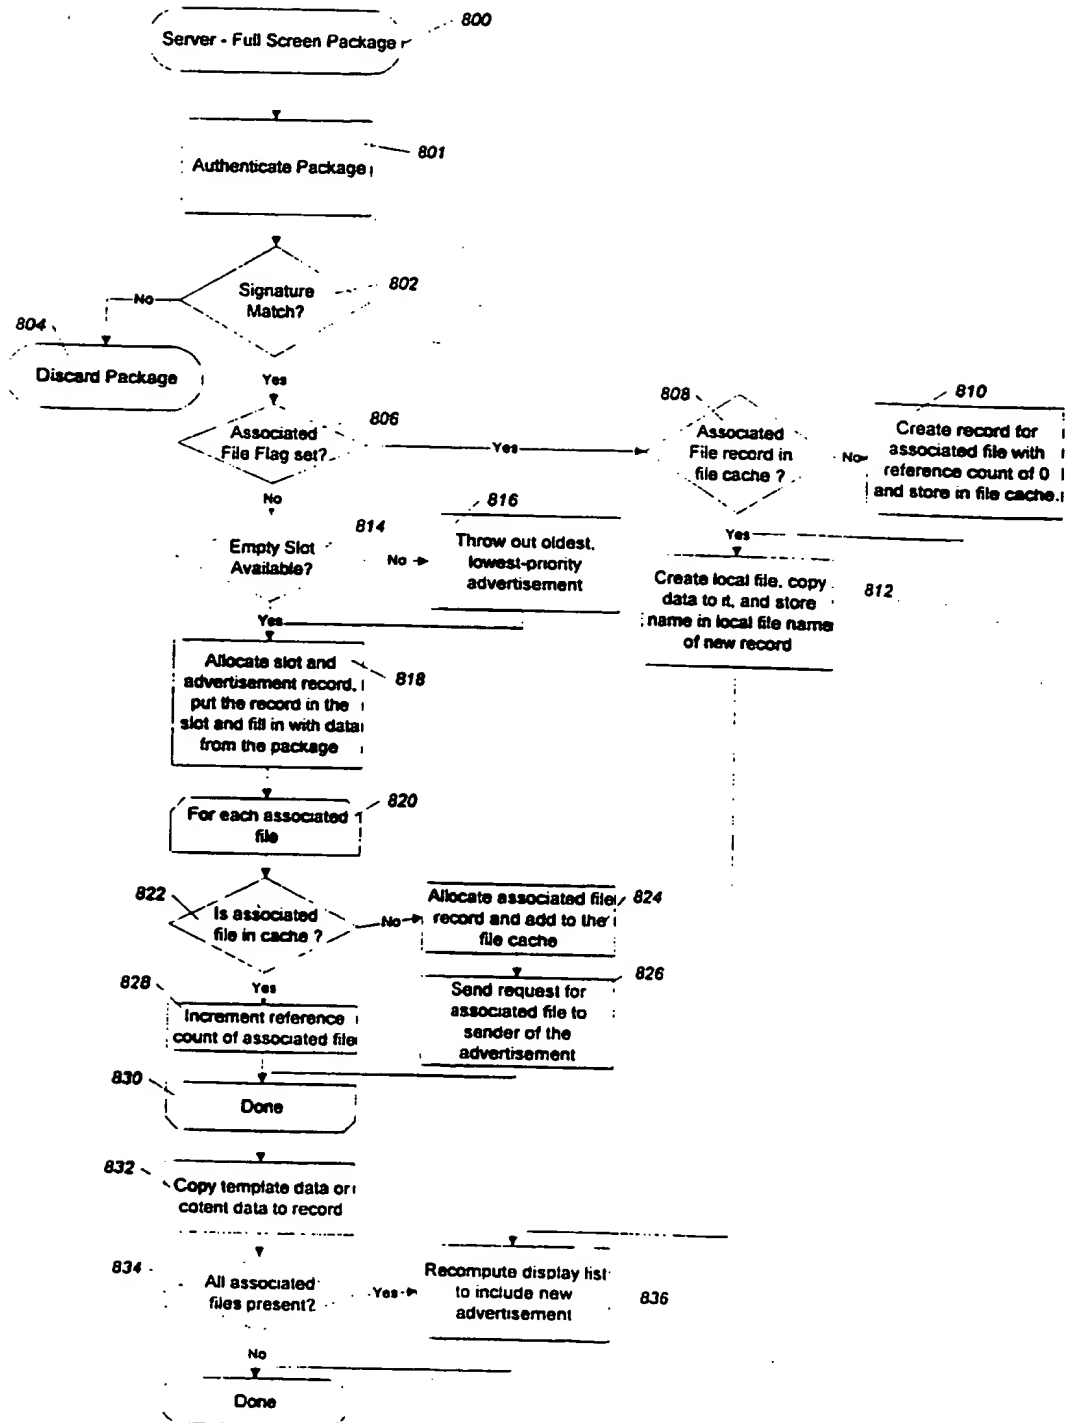 800
Server - Full Screen Package
801
Authenticate Package
802
Signature
Match?
No
804
Discard Package
Yes
806
Associated
File Flag set?
Yes
808
Associated
File record in
file cache ?
No
810
Create record for
associated file with
reference count of 0
and store in file cache.
No
814
Empty Slot
Available?
No
816
Throw out oldest,
lowest-priority
advertisement
Yes
Yes
812
Create local file, copy
data to it, and store
name in local file name
of new record
818
Allocate slot and
advertisement record,
put the record in the
slot and fill in with data
from the package
820
For each associated
file
822
Is associated
file in cache ?
No
824
Allocate associated file
record and add to the
file cache
826
Send request for
associated file to
sender of the
advertisement
Yes
828
Increment reference
count of associated file
830
Done
832
Copy template data or
cotent data to record
834
All associated
files present?
Yes
836
Recompute display list
to include new
advertisement
No
Done